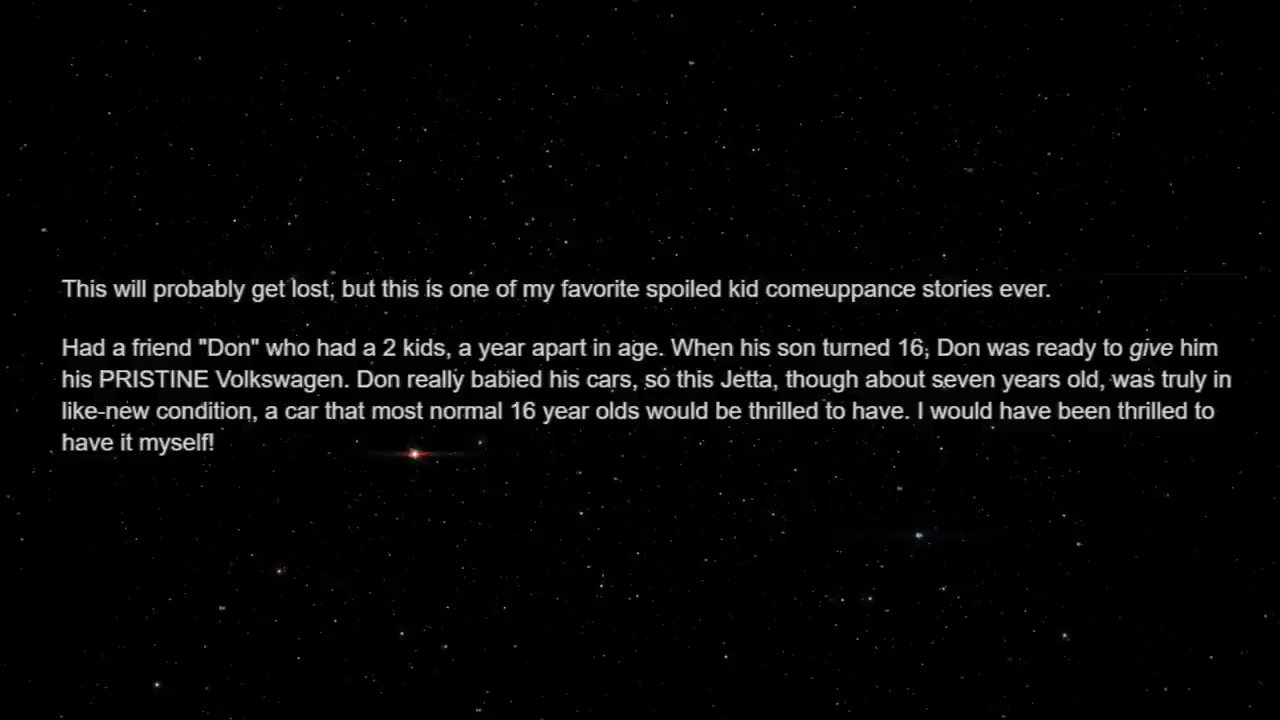 This will probably get lost, but this is one of my favorite spoiled kid comeuppance stories ever.
Had a friend "Don" who had a 2 kids, a year apart in age. When his son turned 16, Don was ready to give him
his PRISTINE Volkswagen. Don really babied his cars, so this Jetta, though about seven years old, was truly in
like-new condition, a car that most normal 16 year olds would be thrilled to have. I would have been thrilled to
have it myself!